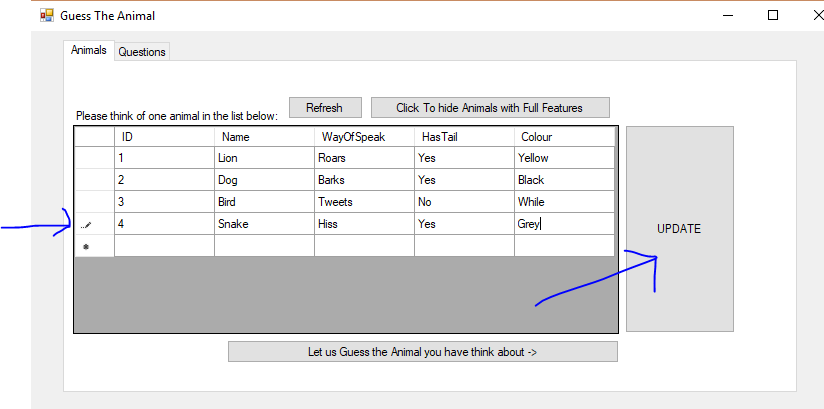 Guess The Animal
Animals Questions
Please think of one animal in the list below: Refresh Click To hide Animals with Full Features
ID Name WayOfSpeak HasTail Colour
1 Lion Roars Yes Yellow
2 Dog Barks Yes Black
3 Bird Tweets No While
4 Snake Hiss Yes Grey
UPDATE
Let us Guess the Animal you have think about ->